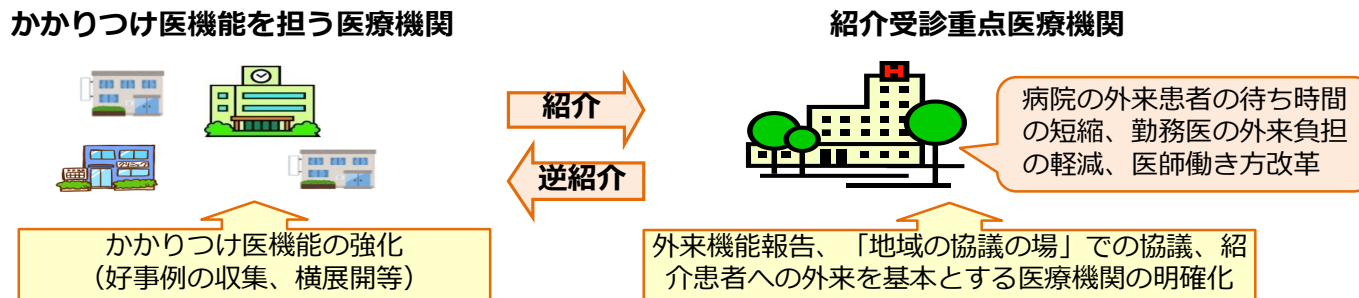 かかりつけ医機能を担う医療機関
紹介受診重点医療機関
紹介
逆紹介
H
病院の外来患者の待ち時間
の短縮、勤務医の外来負担
の軽減、医師働き方改革
かかりつけ医機能の強化
（好事例の収集、横展開等）
外来機能報告、「地域の協議の場」での協議、紹
介患者への外来を基本とする医療機関の明確化